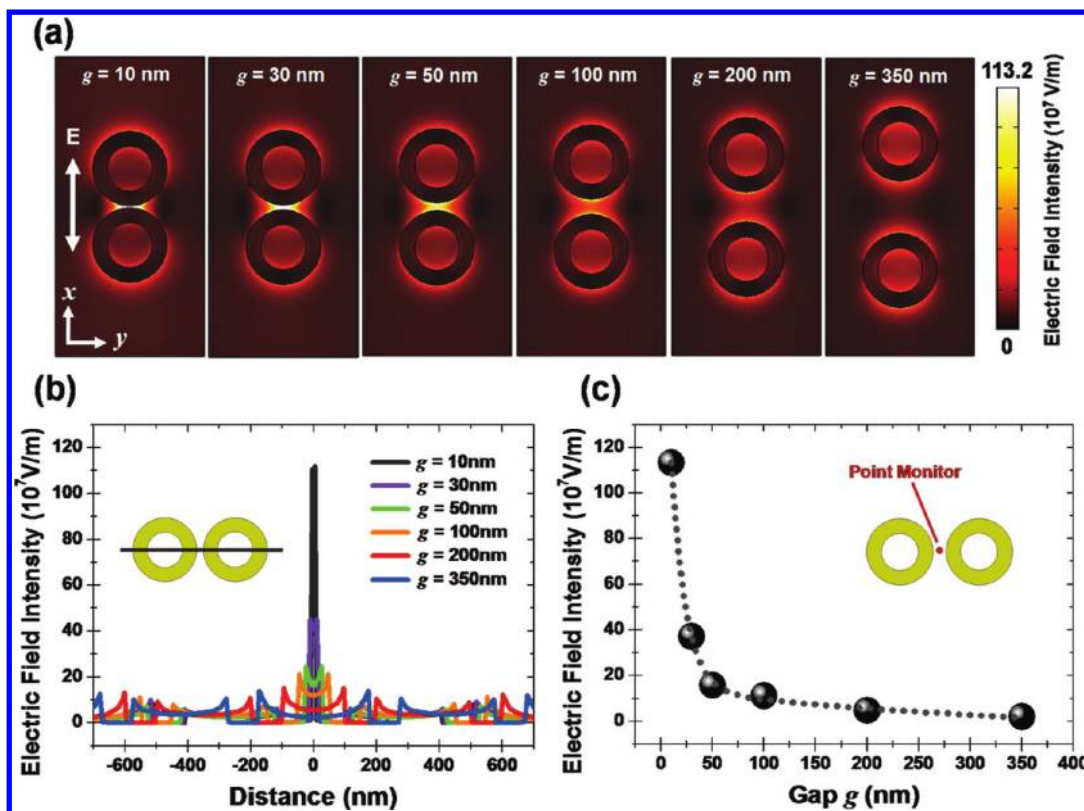 (a)
g = 10 nm
g = 30 nm
g = 50 nm
g = 100 nm
g = 200 nm
g = 350 nm
E
x
y
113.2
0
Electric Field Intensity (10⁷ V/m)
(b)
Electric Field Intensity (10⁷V/m)
120
100
80
60
40
20
0
g = 10nm
g = 30nm
g = 50nm
g = 100nm
g = 200nm
g = 350nm
-600 -400 -200 0 200 400 600
Distance (nm)
(c)
Electric Field Intensity (10⁷V/m)
120
100
80
60
40
20
0
Point Monitor
0 50 100 150 200 250 300 350 400
Gap g (nm)